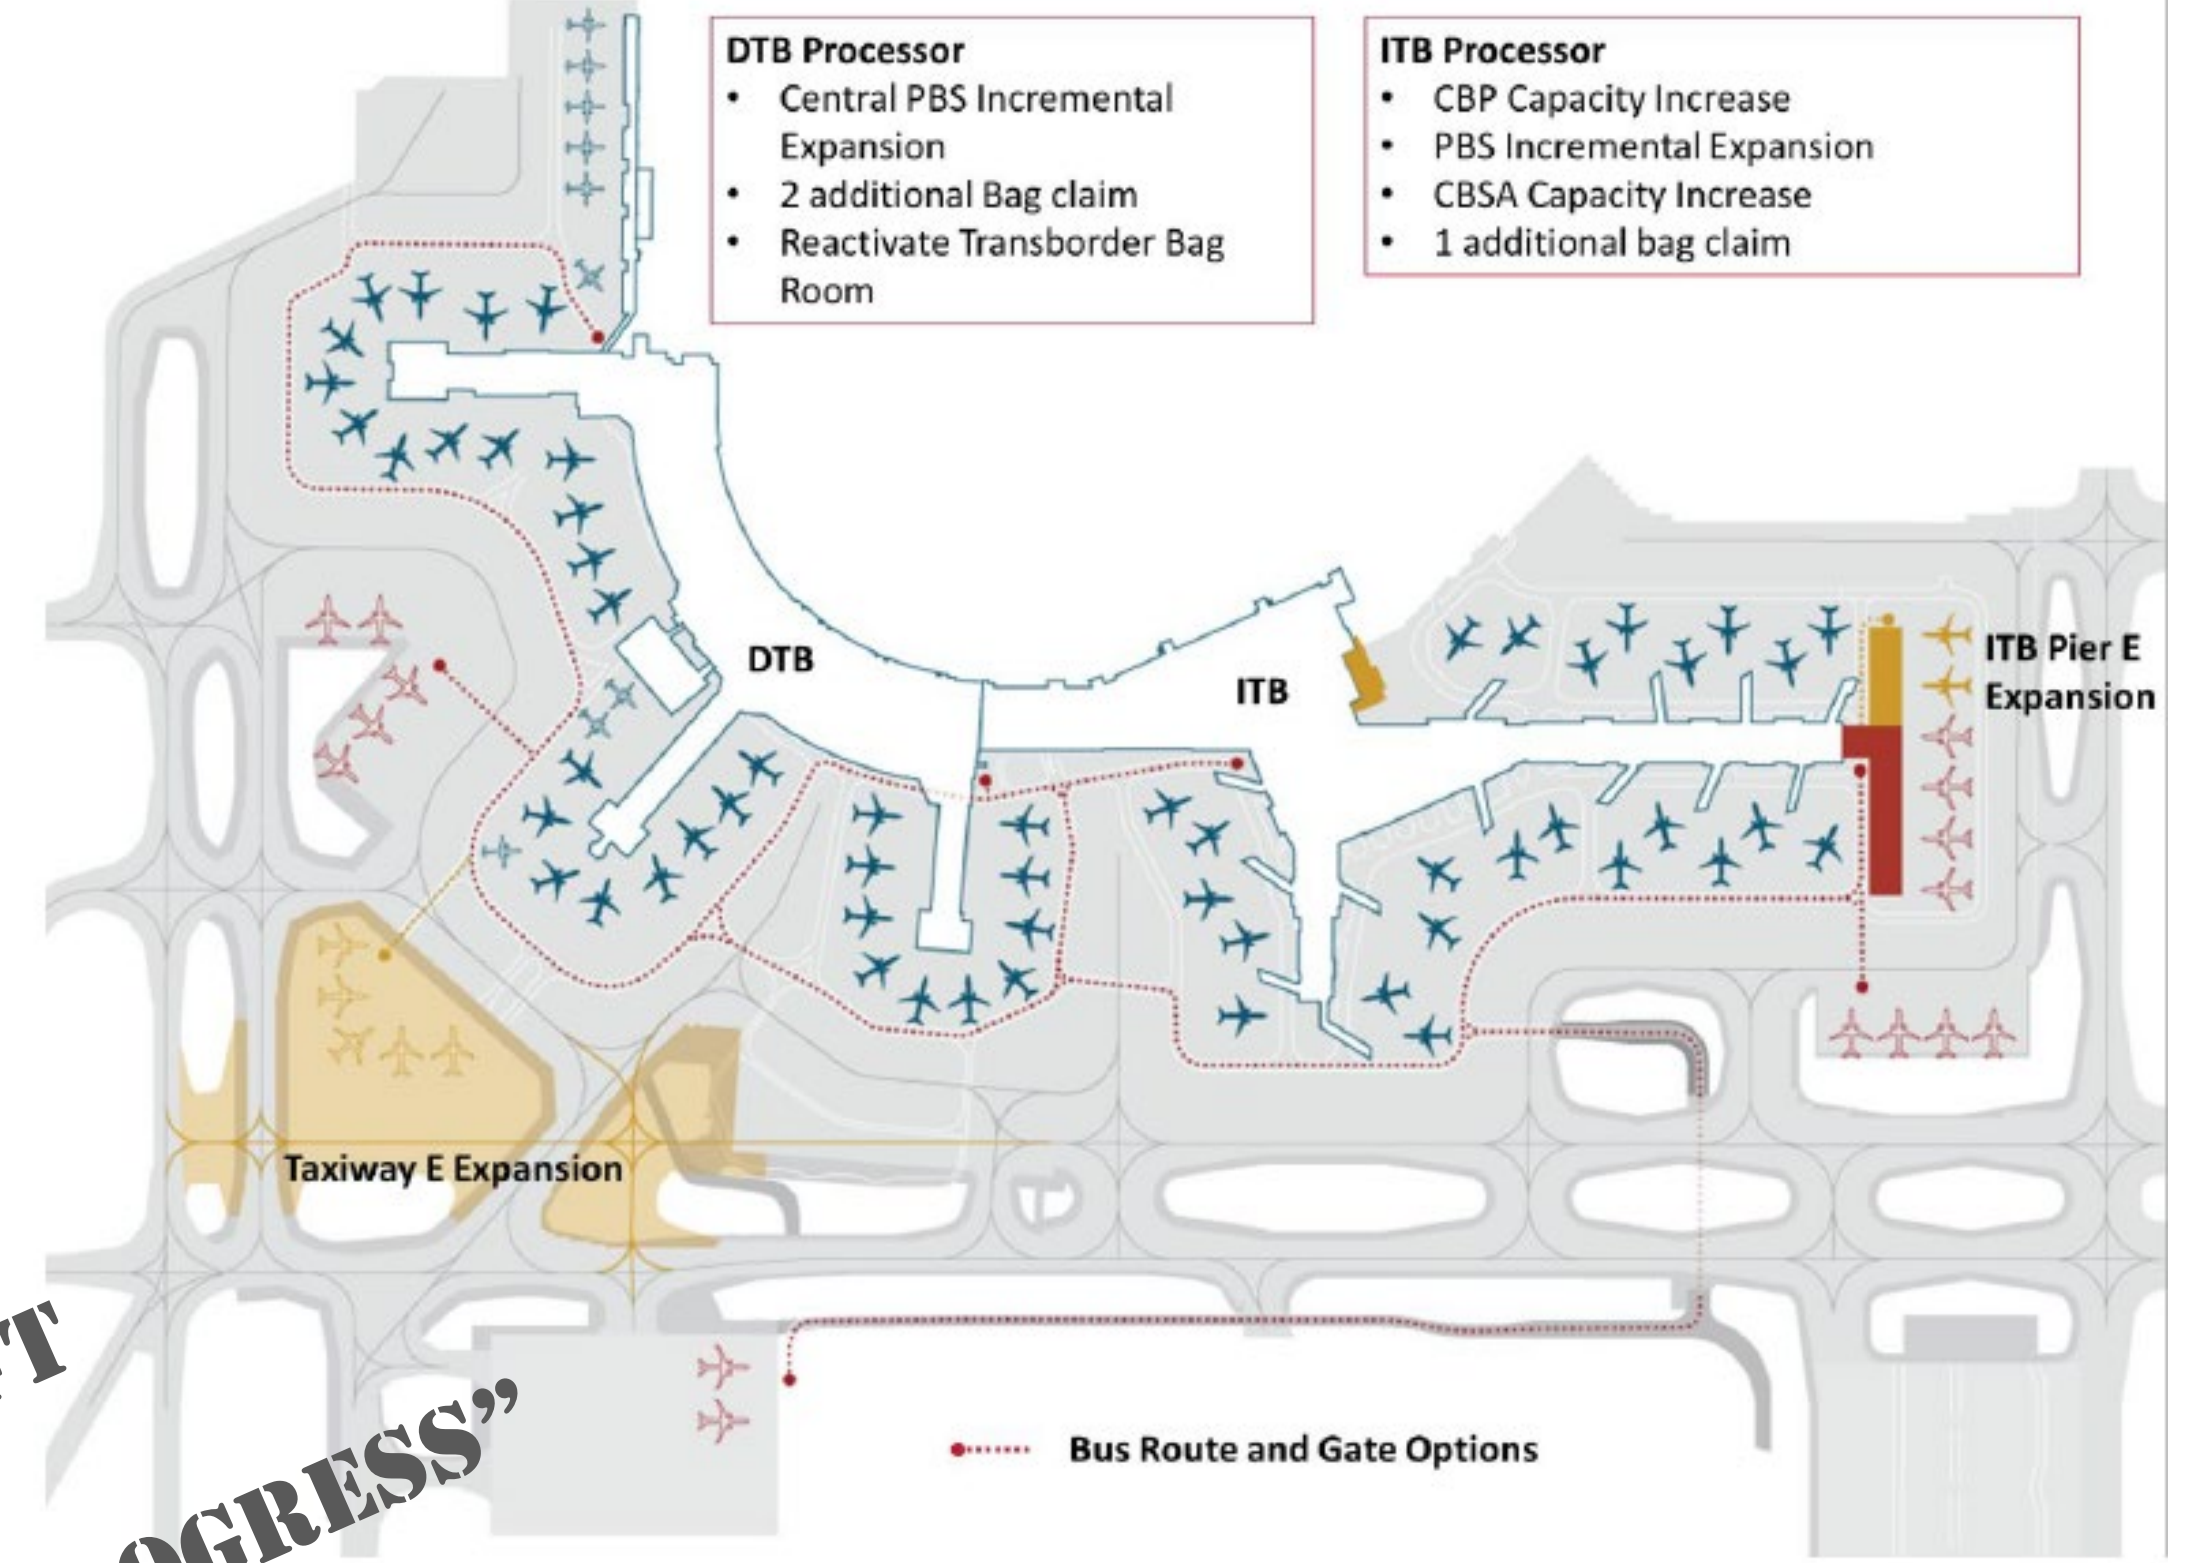 DTB Processor
• Central PBS Incremental
Expansion
• 2 additional Bag claim
• Reactivate Transborder Bag
Room
ITB Processor
• CBP Capacity Increase
• PBS Incremental Expansion
• CBSA Capacity Increase
• 1 additional bag claim
DTB
ITB
ITB Pier E
Expansion
Taxiway E Expansion
Bus Route and Gate Options